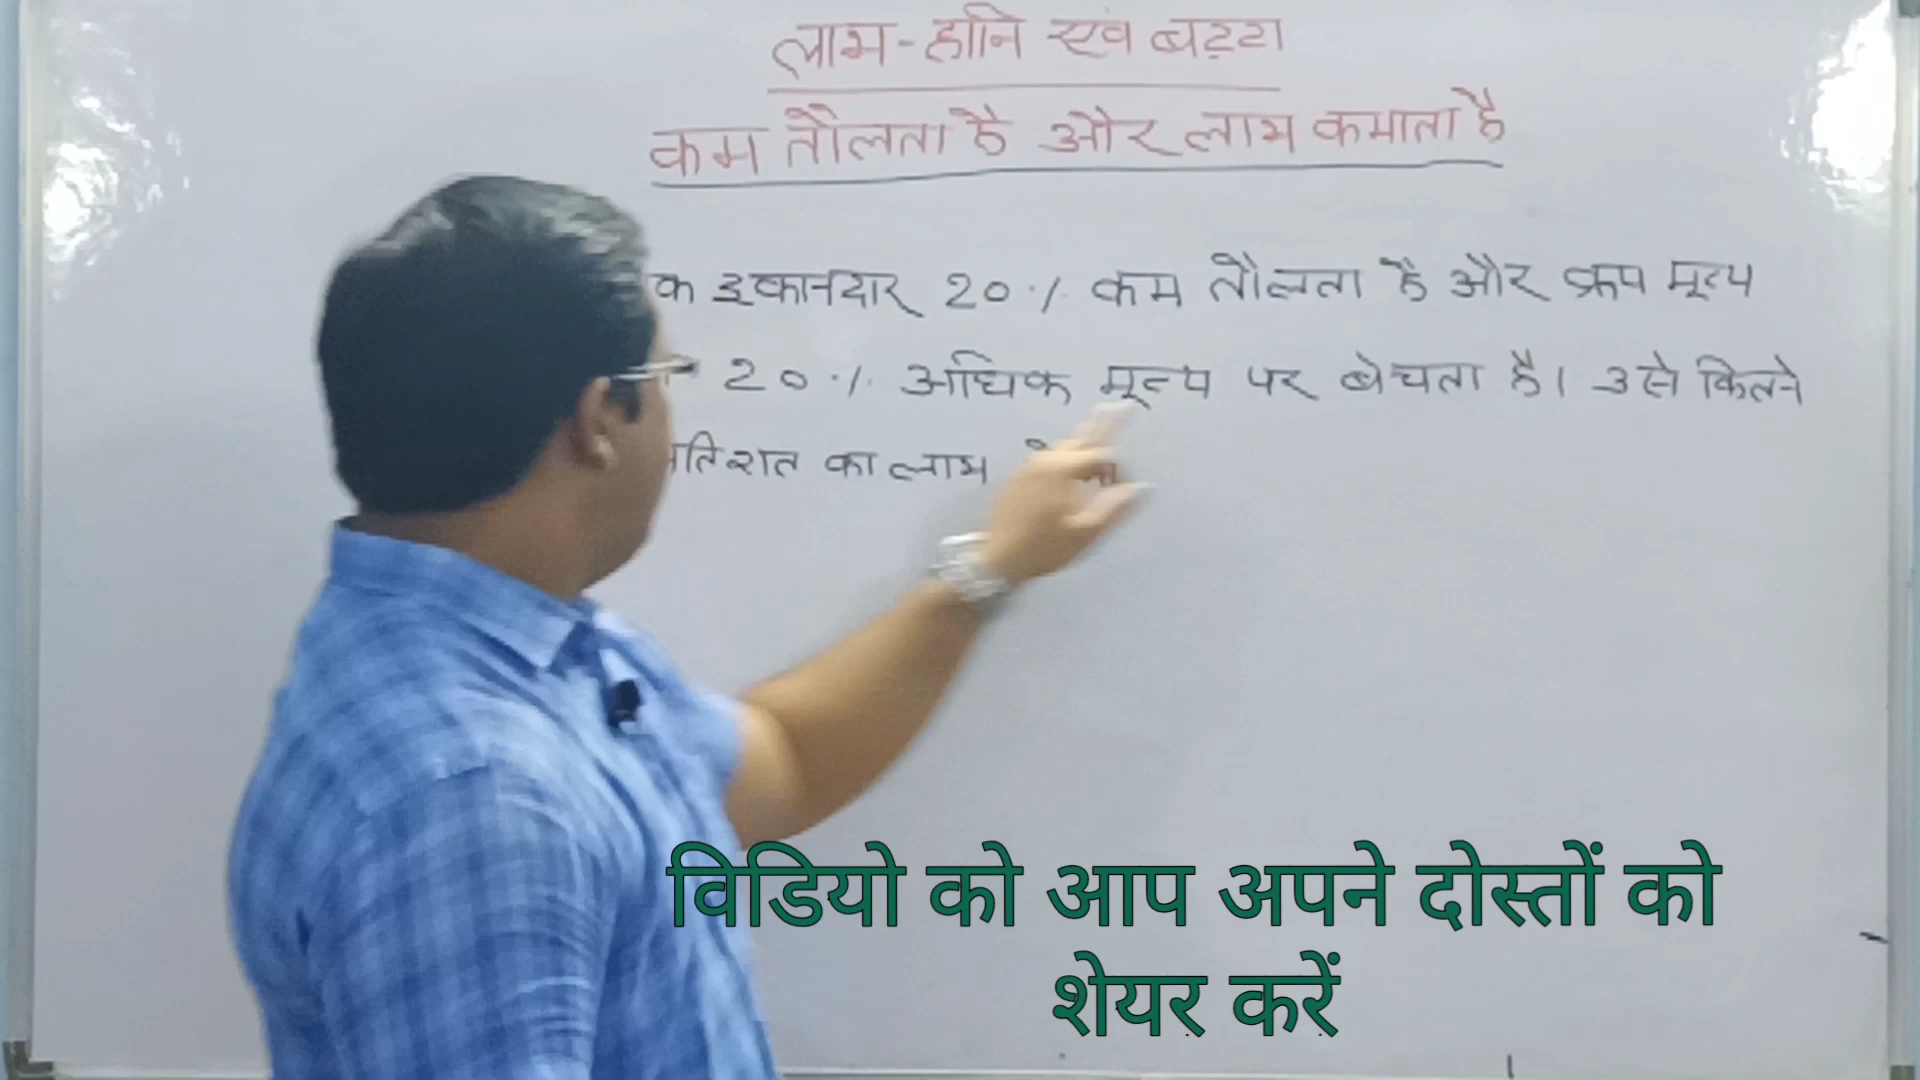 लाभ-हानि एवं बट्टा
कम तौलता है और लाभ कमाता है
दुकानदार 20 % कम तौलता है और क्रय मूल्य
20 % अधिक मूल्य पर बेचता है। उसे कितने
का लाभ
विडियो को आप अपने दोस्तों को
शेयर करें